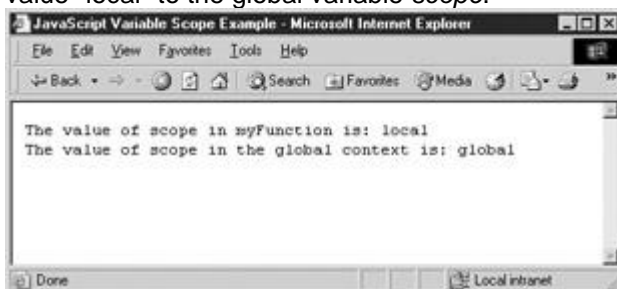 value "local" to the global variable scope.
JavaScript Variable Scope Example - Microsoft Internet Explorer
File Edit View Favorites Tools Help
Back Search Favorites Media »
The value of scope in myFunction is: local
The value of scope in the global context is: global
Done Local intranet